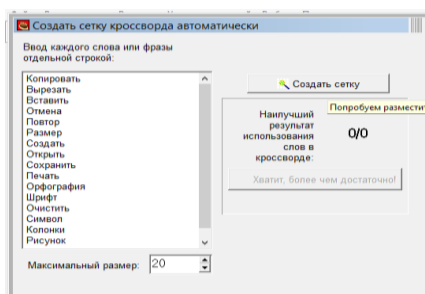 Создать сетку кроссворда автоматически
Ввод каждого слова или фразы
отдельной строкой:
Копировать
Вырезать
Вставить
Отмена
Повтор
Размер
Создать
Открыть
Сохранить
Печать
Орфография
Шрифт
Очистить
Символ
Колонки
Рисунок
Максимальный размер: 20
Создать сетку
Попробуем размести
Наилучший
результат
использования
слов в
кроссворде:
0/0
Хватит, более чем достаточно!